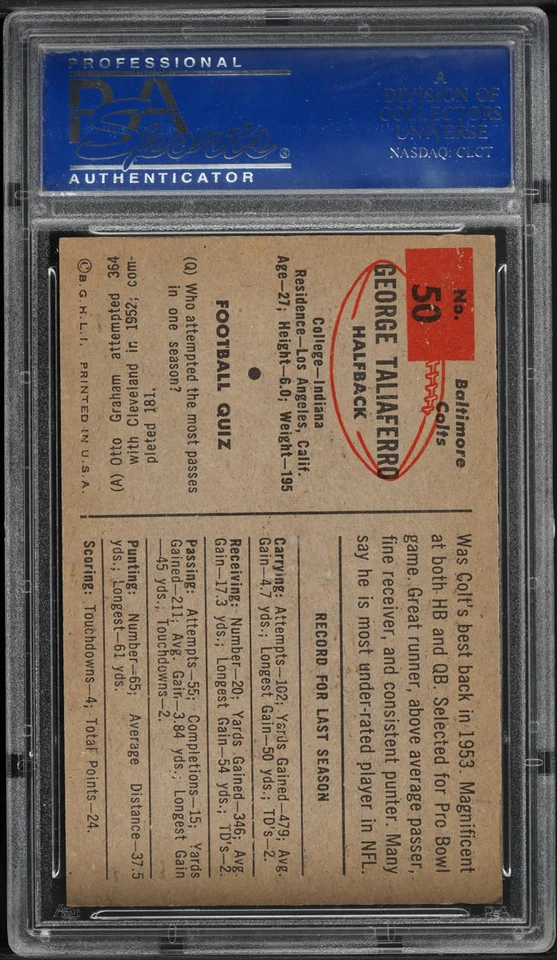 PROFESSIONAL
PSA
Sports®
AUTHENTICATOR
A
DIVISION OF
COLLECTORS
UNIVERSE
NASDAQ: CLCT
No.
50
Baltimore
Colts
GEORGE TALIAFERRO
HALFBACK
College—Indiana
Residence—Los Angeles, Calif.
Age—27; Height—6.0; Weight—195
FOOTBALL QUIZ
(Q) Who attempted the most passes
in one season?
(A) Otto Graham attempted 364
with Cleveland in 1952; com-
pleted 181.
©B.G.H.L.I. PRINTED IN U.S.A.
Was Colt's best back in 1953. Magnificent
at both HB and QB. Selected for Pro Bowl
game. Great runner, above average passer,
fine receiver, and consistent punter. Many
say he is most under-rated player in NFL.
RECORD FOR LAST SEASON
Carrying: Attempts—102; Yards Gained—479; Avg.
Gain—4.7 yds.; Longest Gain—50 yds.; TD's—2.
Receiving: Number—20; Yards Gained—346; Avg.
Gain—17.3 yds.; Longest Gain—54 yds.; TD's—2.
Passing: Attempts—55; Completions—15; Yards
Gained—211; Avg. Gain—3.84 yds.; Longest Gain
—45 yds., Touchdowns—2.
Punting: Number—65; Average Distance—37.5
yds.; Longest—61 yds.
Scoring: Touchdowns—4; Total Points—24.